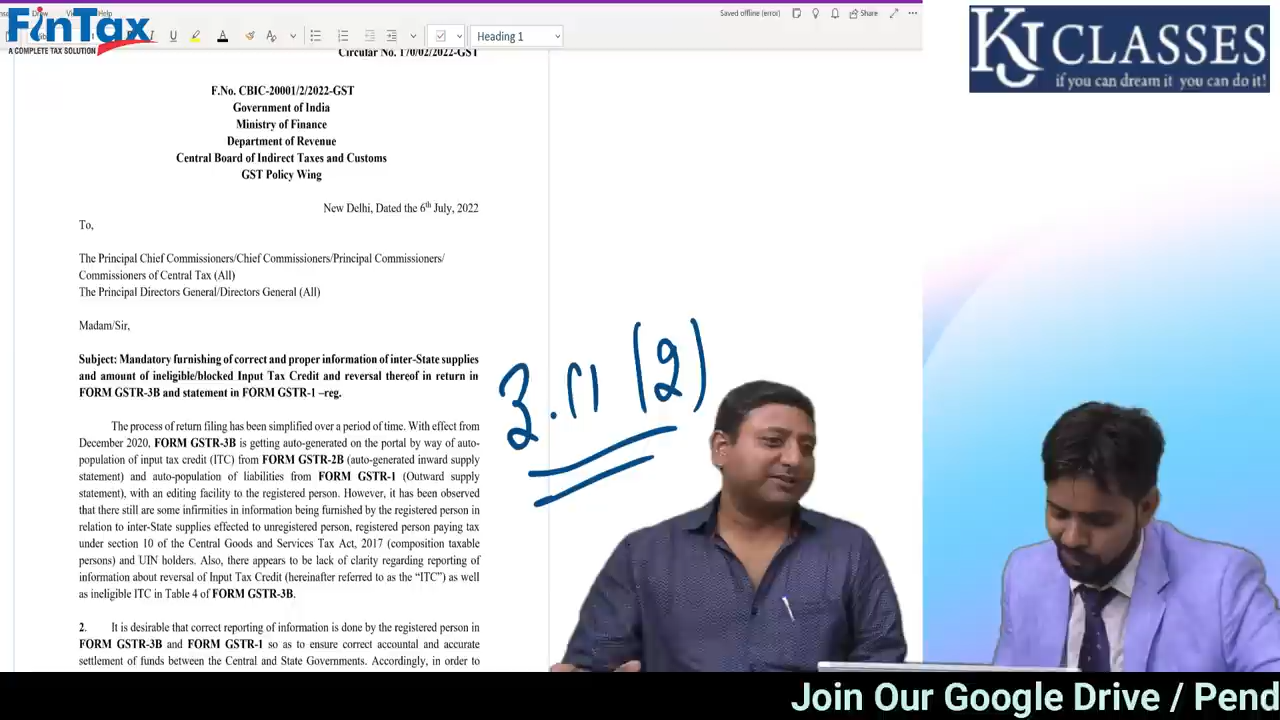 FinTax
A COMPLETE TAX SOLUTION
Help
Saved offline (error)
Share
Heading 1
KJ CLASSES
if you can dream it you can do it!
Circular No. 170/02/2022-GST
F.No. CBIC-20001/2/2022-GST
Government of India
Ministry of Finance
Department of Revenue
Central Board of Indirect Taxes and Customs
GST Policy Wing
New Delhi, Dated the 6th July, 2022
To,
The Principal Chief Commissioners/Chief Commissioners/Principal Commissioners/
Commissioners of Central Tax (All)
The Principal Directors General/Directors General (All)
Madam/Sir,
Subject: Mandatory furnishing of correct and proper information of inter-State supplies
and amount of ineligible/blocked Input Tax Credit and reversal thereof in return in
FORM GSTR-3B and statement in FORM GSTR-1 –reg.
The process of return filing has been simplified over a period of time. With effect from
December 2020, FORM GSTR-3B is getting auto-generated on the portal by way of auto-
population of input tax credit (ITC) from FORM GSTR-2B (auto-generated inward supply
statement) and auto-population of liabilities from FORM GSTR-1 (Outward supply
statement), with an editing facility to the registered person. However, it has been observed
that there still are some infirmities in information being furnished by the registered person in
relation to inter-State supplies effected to unregistered person, registered person paying tax
under section 10 of the Central Goods and Services Tax Act, 2017 (composition taxable
persons) and UIN holders. Also, there appears to be lack of clarity regarding reporting of
information about reversal of Input Tax Credit (hereinafter referred to as the “ITC”) as well
as ineligible ITC in Table 4 of FORM GSTR-3B.
2. It is desirable that correct reporting of information is done by the registered person in
FORM GSTR-3B and FORM GSTR-1 so as to ensure correct accountal and accurate
settlement of funds between the Central and State Governments. Accordingly, in order to
Join Our Google Drive / Pend